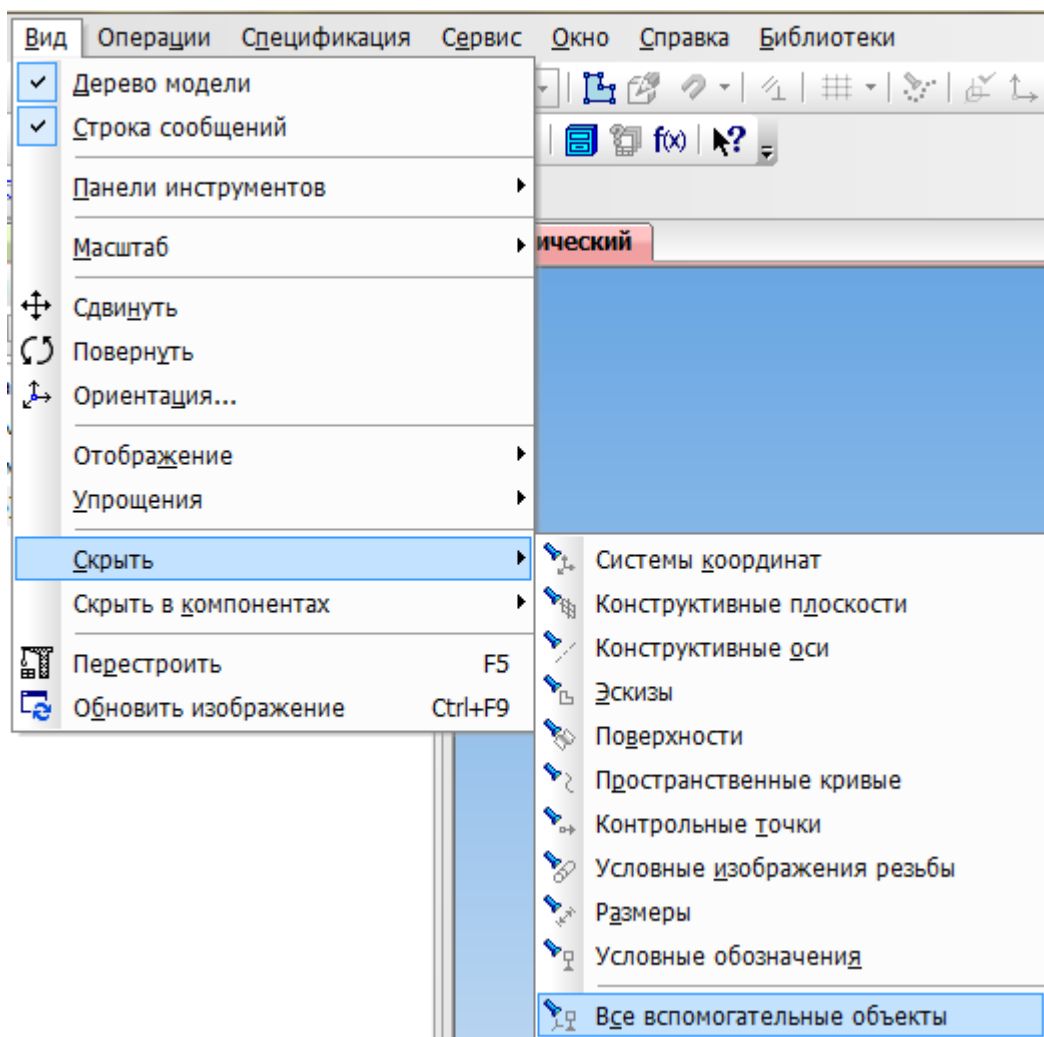 Вид Операции Спецификация Сервис Окно Справка Библиотеки
Дерево модели
Строка сообщений
f(x) ?
Панели инструментов
Масштаб
ический
Сдвинуть
Повернуть
Ориентация...
Отображение
Упрощения
Скрыть
Скрыть в компонентах
Перестроить F5
Обновить изображение Ctrl+F9
Системы координат
Конструктивные плоскости
Конструктивные оси
Эскизы
Поверхности
Пространственные кривые
Контрольные точки
Условные изображения резьбы
Размеры
Условные обозначения
Все вспомогательные объекты